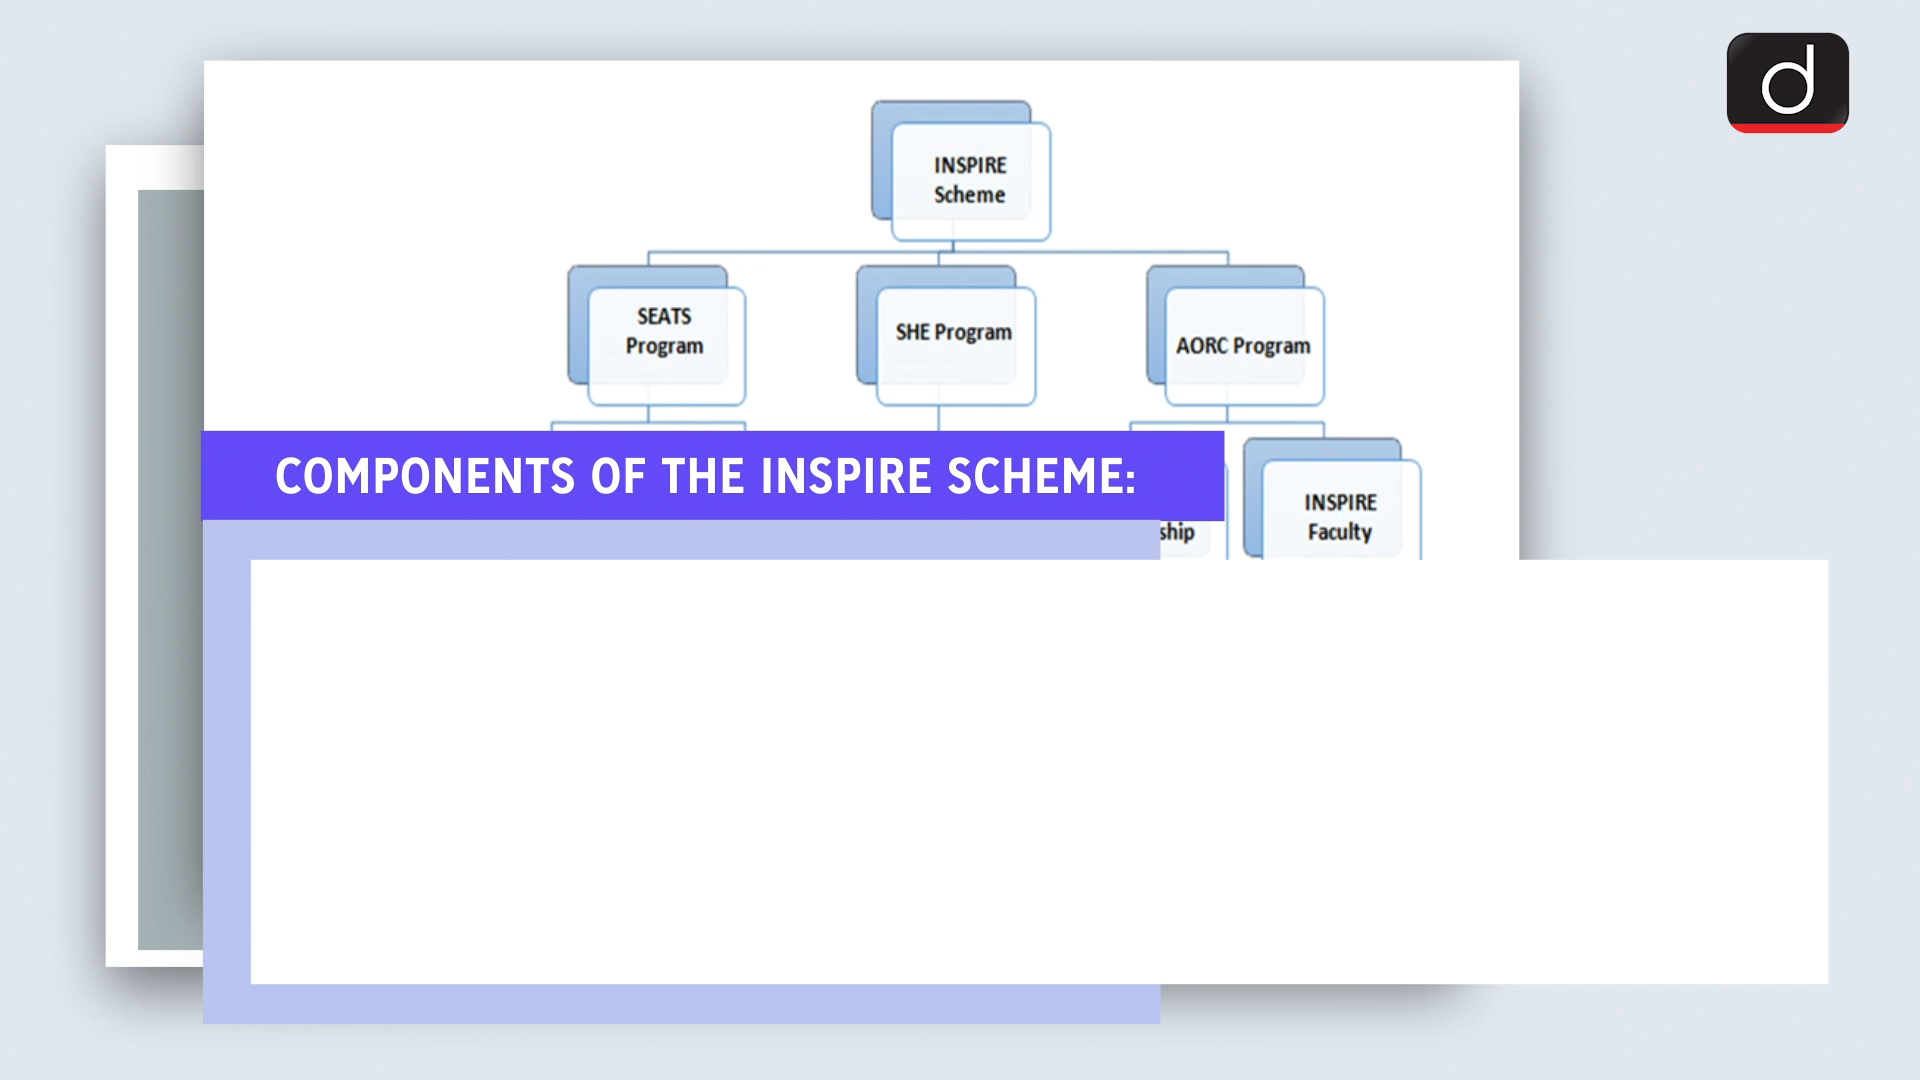 INSPIRE
Scheme
SEATS
Program
SHE Program
AORC Program
COMPONENTS OF THE INSPIRE SCHEME:
INSPIRE
Faculty
ship
d